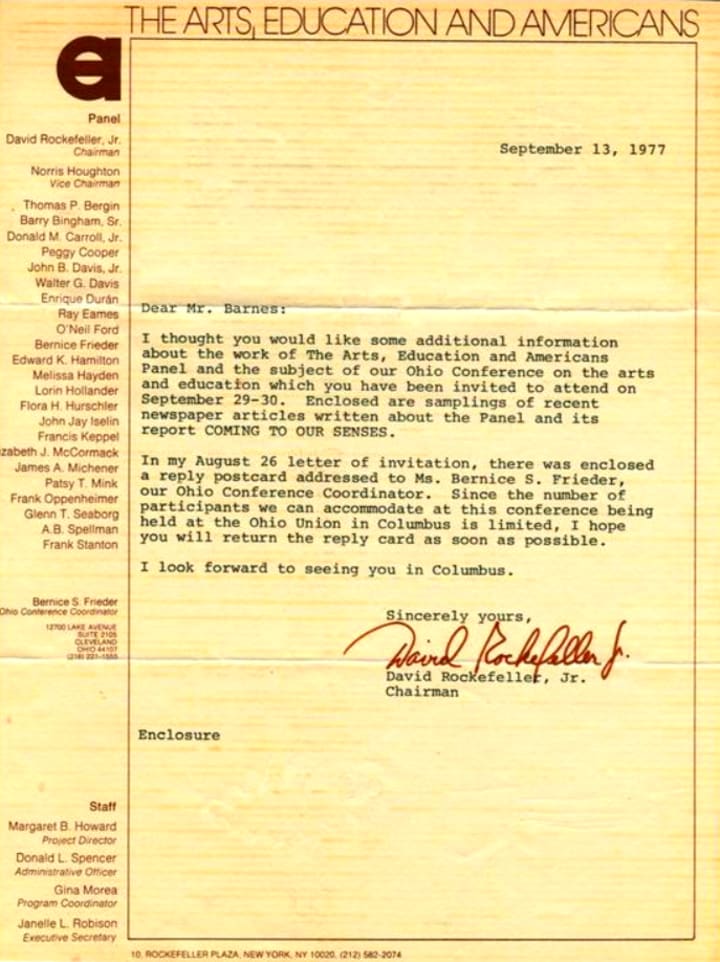 THE ARTS, EDUCATION AND AMERICANS
ea
Panel
David Rockefeller, Jr.
Chairman
Norris Houghton
Vice Chairman
Thomas P. Bergin
Barry Bingham, Sr.
Donald M. Carroll, Jr.
Peggy Cooper
John B. Davis, Jr.
Walter G. Davis
Enrique Durán
Ray Eames
O'Neil Ford
Bernice Frieder
Edward K. Hamilton
Melissa Hayden
Lorin Hollander
Flora H. Hurschler
John Jay Iselin
Francis Keppel
zabeth J. McCormack
James A. Michener
Patsy T. Mink
Frank Oppenheimer
Glenn T. Seaborg
A.B. Spellman
Frank Stanton
Bernice S. Frieder
Ohio Conference Coordinator
12700 LAKE AVENUE
SUITE 2105
CLEVELAND
OHIO 44107
(216) 221-1555
Staff
Margaret B. Howard
Project Director
Donald L. Spencer
Administrative Officer
Gina Morea
Program Coordinator
Janelle L. Robison
Executive Secretary
September 13, 1977
Dear Mr. Barnes:
I thought you would like some additional information
about the work of The Arts, Education and Americans
Panel and the subject of our Ohio Conference on the arts
and education which you have been invited to attend on
September 29-30. Enclosed are samplings of recent
newspaper articles written about the Panel and its
report COMING TO OUR SENSES.
In my August 26 letter of invitation, there was enclosed
a reply postcard addressed to Ms. Bernice S. Frieder,
our Ohio Conference Coordinator. Since the number of
participants we can accommodate at this conference being
held at the Ohio Union in Columbus is limited, I hope
you will return the reply card as soon as possible.
I look forward to seeing you in Columbus.
Sincerely yours,
David Rockefeller Jr.
David Rockefeller, Jr.
Chairman
Enclosure
10, ROCKEFELLER PLAZA, NEW YORK, NY 10020, (212) 582-2074